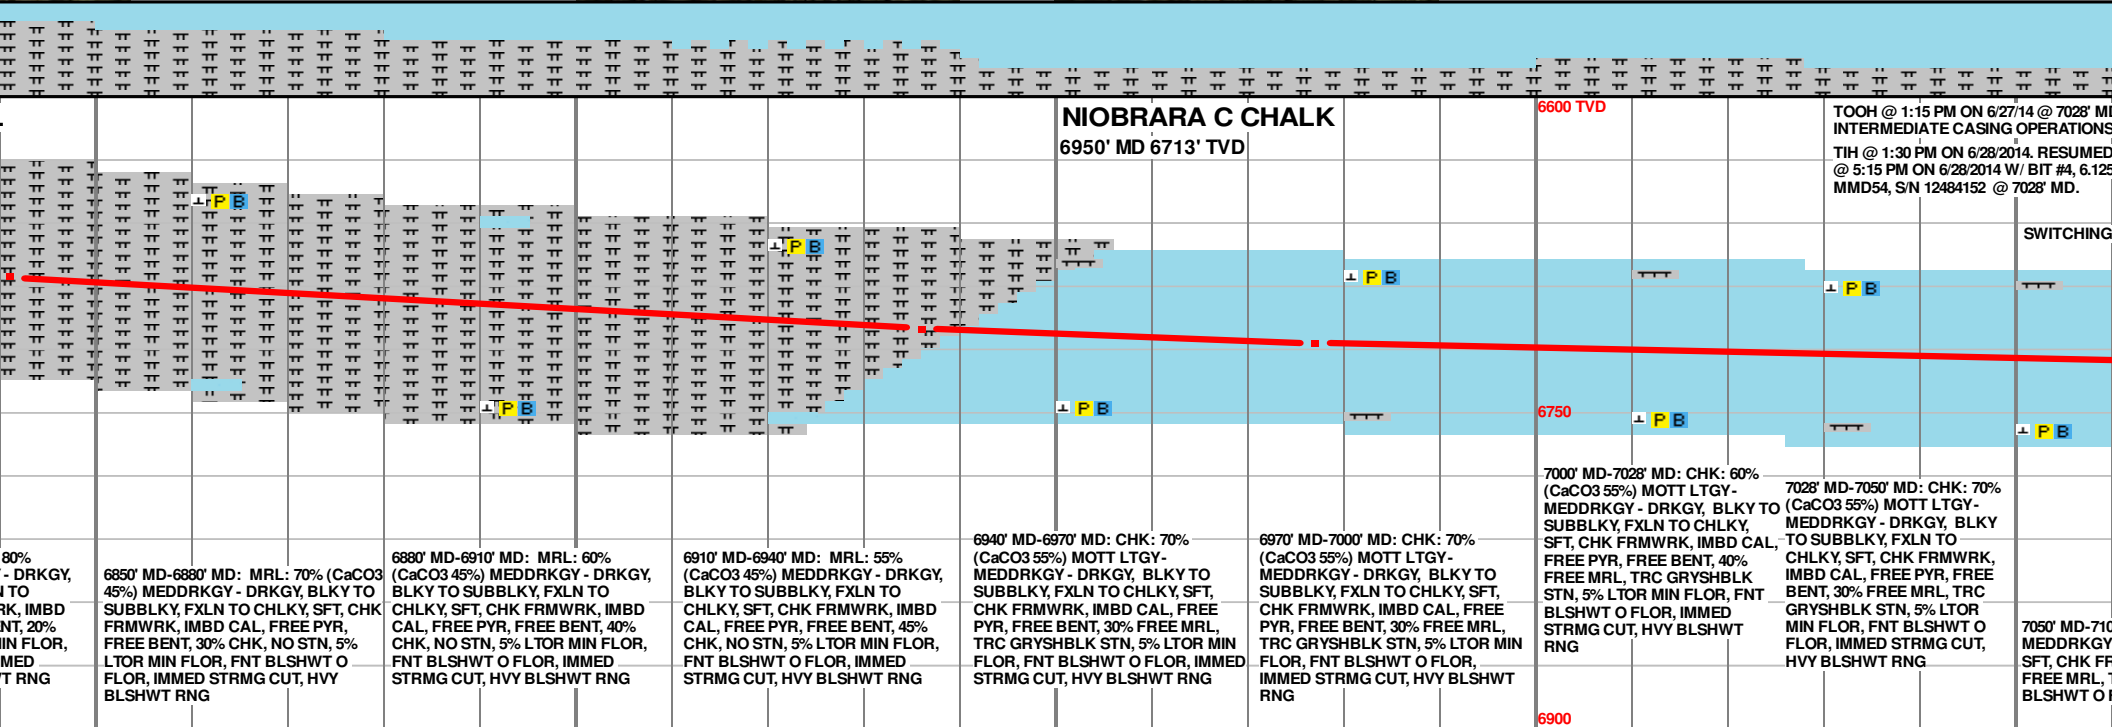 NIOBRARA C CHALK
6950' MD 6713' TVD
6600 TVD
TOOH @ 1:15 PM ON 6/27/14 @ 7028' MD
INTERMEDIATE CASING OPERATIONS
TIH @ 1:30 PM ON 6/28/2014. RESUMED
@ 5:15 PM ON 6/28/2014 W/ BIT #4, 6.125
MMD54, S/N 12484152 @ 7028' MD.
SWITCHING
P B
P B
P B
P B
P B
P B
P B
P B
P B
6750
80%
- DRKGY,
N TO
RK, IMBD
ENT, 20%
MIN FLOR,
MMED
WT RNG
6850' MD-6880' MD: MRL: 70% (CaCO3
45%) MEDDRKGY - DRKGY, BLKY TO
SUBBLKY, FXLN TO CHLKY, SFT, CHK
FRMWRK, IMBD CAL, FREE PYR,
FREE BENT, 30% CHK, NO STN, 5%
LTOR MIN FLOR, FNT BLSHWT O
FLOR, IMMED STRMG CUT, HVY
BLSHWT RNG
6880' MD-6910' MD: MRL: 60%
(CaCO3 45%) MEDDRKGY - DRKGY,
BLKY TO SUBBLKY, FXLN TO
CHLKY, SFT, CHK FRMWRK, IMBD
CAL, FREE PYR, FREE BENT, 40%
CHK, NO STN, 5% LTOR MIN FLOR,
FNT BLSHWT O FLOR, IMMED
STRMG CUT, HVY BLSHWT RNG
6910' MD-6940' MD: MRL: 55%
(CaCO3 45%) MEDDRKGY - DRKGY,
BLKY TO SUBBLKY, FXLN TO
CHLKY, SFT, CHK FRMWRK, IMBD
CAL, FREE PYR, FREE BENT, 45%
CHK, NO STN, 5% LTOR MIN FLOR,
FNT BLSHWT O FLOR, IMMED
STRMG CUT, HVY BLSHWT RNG
6940' MD-6970' MD: CHK: 70%
(CaCO3 55%) MOTT LTGY-
MEDDRKGY - DRKGY, BLKY TO
SUBBLKY, FXLN TO CHLKY, SFT,
CHK FRMWRK, IMBD CAL, FREE
PYR, FREE BENT, 30% FREE MRL,
TRC GRYSHBLK STN, 5% LTOR MIN
FLOR, FNT BLSHWT O FLOR, IMMED
STRMG CUT, HVY BLSHWT RNG
6970' MD-7000' MD: CHK: 70%
(CaCO3 55%) MOTT LTGY-
MEDDRKGY - DRKGY, BLKY TO
SUBBLKY, FXLN TO CHLKY, SFT,
CHK FRMWRK, IMBD CAL, FREE
PYR, FREE BENT, 30% FREE MRL,
TRC GRYSHBLK STN, 5% LTOR MIN
FLOR, FNT BLSHWT O FLOR,
IMMED STRMG CUT, HVY BLSHWT
RNG
7000' MD-7028' MD: CHK: 60%
(CaCO3 55%) MOTT LTGY-
MEDDRKGY - DRKGY, BLKY TO
SUBBLKY, FXLN TO CHLKY,
SFT, CHK FRMWRK, IMBD CAL,
FREE PYR, FREE BENT, 40%
FREE MRL, TRC GRYSHBLK
STN, 5% LTOR MIN FLOR, FNT
BLSHWT O FLOR, IMMED
STRMG CUT, HVY BLSHWT
RNG
7028' MD-7050' MD: CHK: 70%
(CaCO3 55%) MOTT LTGY-
MEDDRKGY - DRKGY, BLKY
TO SUBBLKY, FXLN TO
CHLKY, SFT, CHK FRMWRK,
IMBD CAL, FREE PYR, FREE
BENT, 30% FREE MRL, TRC
GRYSHBLK STN, 5% LTOR
MIN FLOR, FNT BLSHWT O
FLOR, IMMED STRMG CUT,
HVY BLSHWT RNG
7050' MD-710
MEDDRKGY
SFT, CHK FR
FREE MRL,
BLSHWT O F
6900